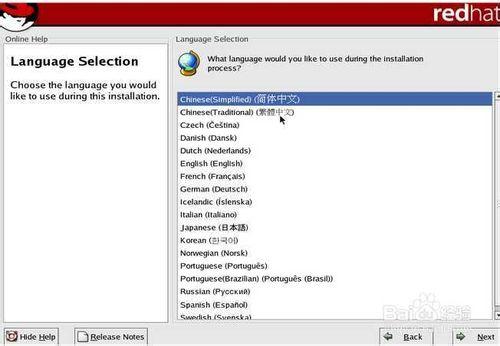 redhat
Online Help
Language Selection
Language Selection
Choose the language you would
like to use during this installation.
What language would you like to use during the installation
process?
Chinese(Simplified) (简体中文)
Chinese(Traditional) (繁體中文)
Czech (Čeština)
Danish (Dansk)
Dutch (Nederlands)
English (English)
French (Français)
German (Deutsch)
Icelandic (Íslenska)
Italian (Italiano)
Japanese (日本語)
Korean (한국어)
Norwegian (Norsk)
Portuguese (Português)
Portuguese(Brazilian) (Português (Brasil))
Russian (Русский)
Spanish (Español)
Swedish (Svenska)
Hide Help
Release Notes
Back
Next
Bai 经验